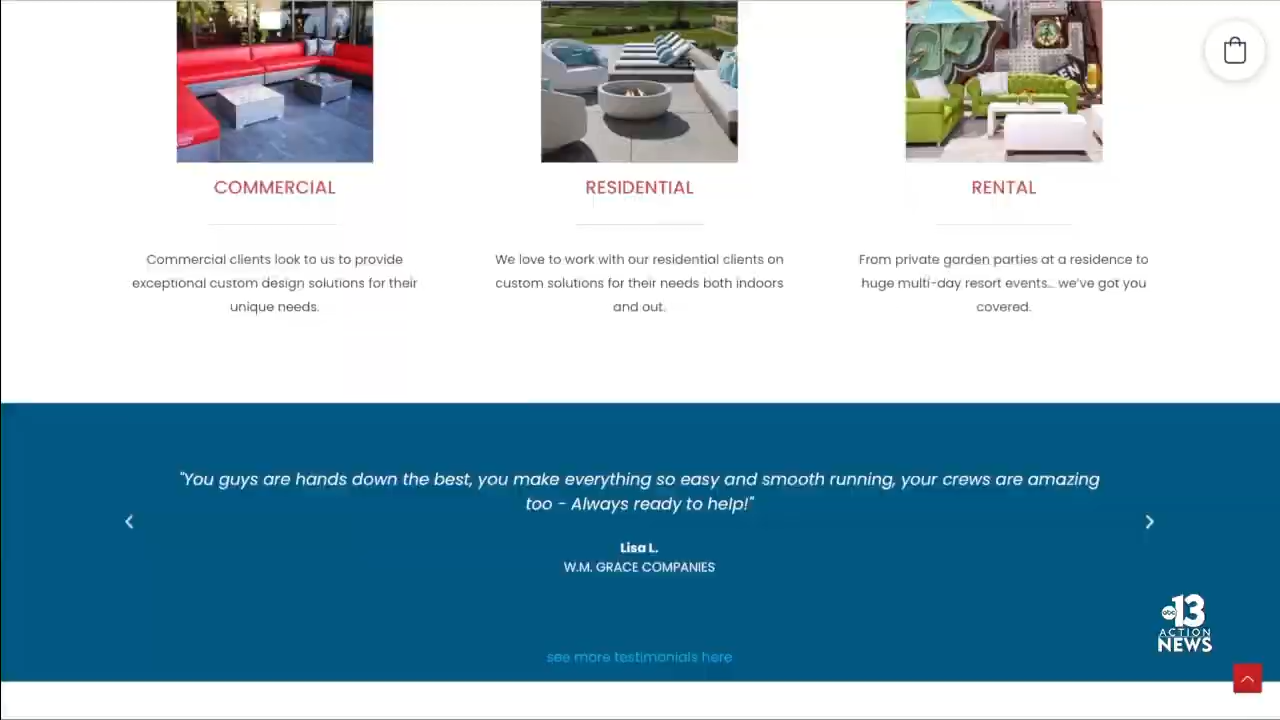 EN
COMMERCIAL
RESIDENTIAL
RENTAL
Commercial clients look to us to provide
exceptional custom design solutions for their
unique needs.
We love to work with our residential clients on
custom solutions for their needs both indoors
and out.
From private garden parties at a residence to
huge multi-day resort events... we've got you
covered.
"You guys are hands down the best, you make everything so easy and smooth running, your crews are amazing
too - Always ready to help!"
Lisa L.
W.M. GRACE COMPANIES
see more testimonials here
abc 13
ACTION
NEWS